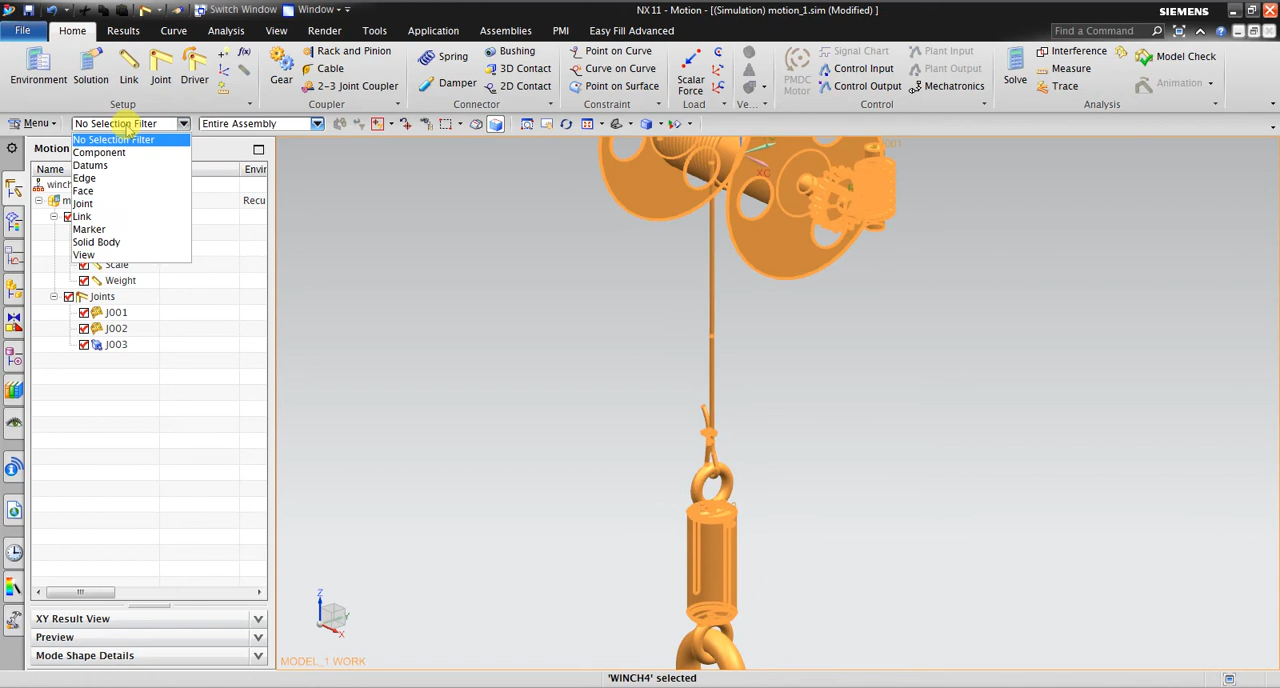 Switch Window Window
NX 11 - Motion - [(Simulation) motion_1.sim (Modified) ]
SIEMENS
File Home Results Curve Analysis View Render Tools Application Assemblies PMI Easy Fill Advanced
Find a Command
Environment Solution Link Joint Driver
f(x)
Setup
Gear
Rack and Pinion
Cable
2-3 Joint Coupler
Coupler
Spring
Damper
Bushing
3D Contact
2D Contact
Connector
Point on Curve
Curve on Curve
Point on Surface
Constraint
Scalar Force
Load
Ve...
PMDC Motor
Signal Chart
Control Input
Control Output
Plant Input
Plant Output
Mechatronics
Control
Solve
Interference
Measure
Trace
Model Check
Animation
Analysis
Menu
No Selection Filter
Entire Assembly
No Selection Filter
Component
Datums
Edge
Face
Joint
Link
Marker
Solid Body
View
Motion
Name
Envir
winch
m
Recu
Scale
Weight
Joints
J001
J002
J003
XC
XY Result View
Preview
Mode Shape Details
Z
Y
X
MODEL_1 WORK
'WINCH4' selected